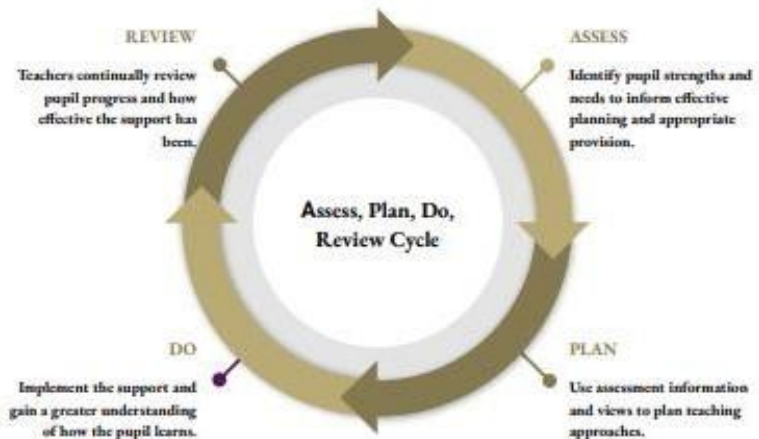 REVIEW
Teachers continually review
pupil progress and how
effective the support has
been.
ASSESS
Identify pupil strengths and
needs to inform effective
planning and appropriate
provision.
Assess, Plan, Do,
Review Cycle
DO
Implement the support and
gain a greater understanding
of how the pupil learns.
PLAN
Use assessment information
and views to plan teaching
approaches.